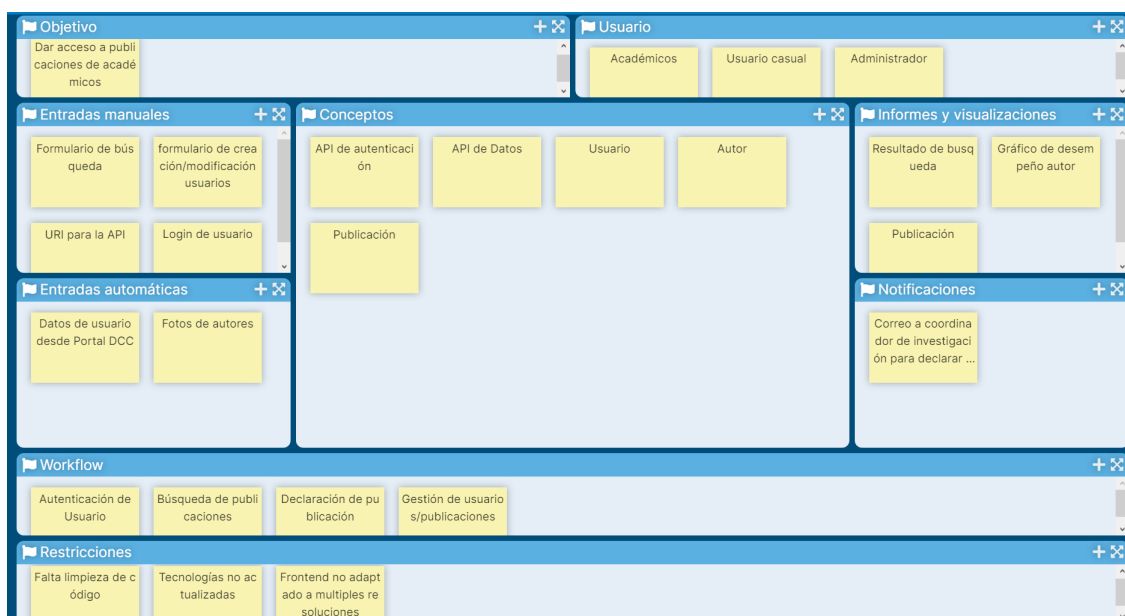 Objetivo
Dar acceso a publi
caciones de acadé
micos
Usuario
Académicos
Usuario casual
Administrador
Entradas manuales
Formulario de bús
queda
formulario de crea
ción/modificación
usuarios
URI para la API
Login de usuario
Conceptos
API de autenticaci
ón
API de Datos
Usuario
Autor
Publicación
Informes y visualizaciones
Resultado de busq
ueda
Gráfico de desem
peño autor
Publicación
Entradas automáticas
Datos de usuario
desde Portal DCC
Fotos de autores
Notificaciones
Correo a coordina
dor de investigaci
ón para declarar ...
Workflow
Autenticación de
Usuario
Búsqueda de publi
caciones
Declaración de pu
blicación
Gestión de usuario
s/publicaciones
Restricciones
Falta limpieza de c
ódigo
Tecnologías no ac
tualizadas
Frontend no adapt
ado a multiples re
soluciones